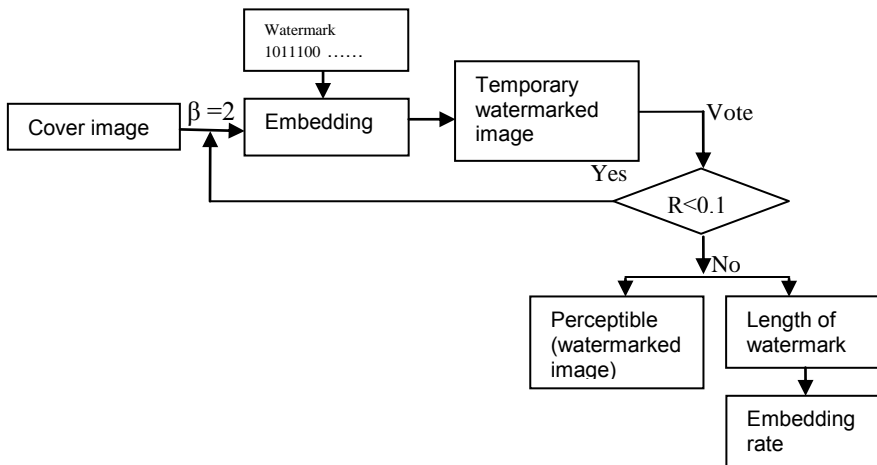 Watermark
1011100 ……
Cover image
β =2
Embedding
Temporary
watermarked
image
Vote
Yes
R<0.1
No
Perceptible
(watermarked
image)
Length of
watermark
Embedding
rate